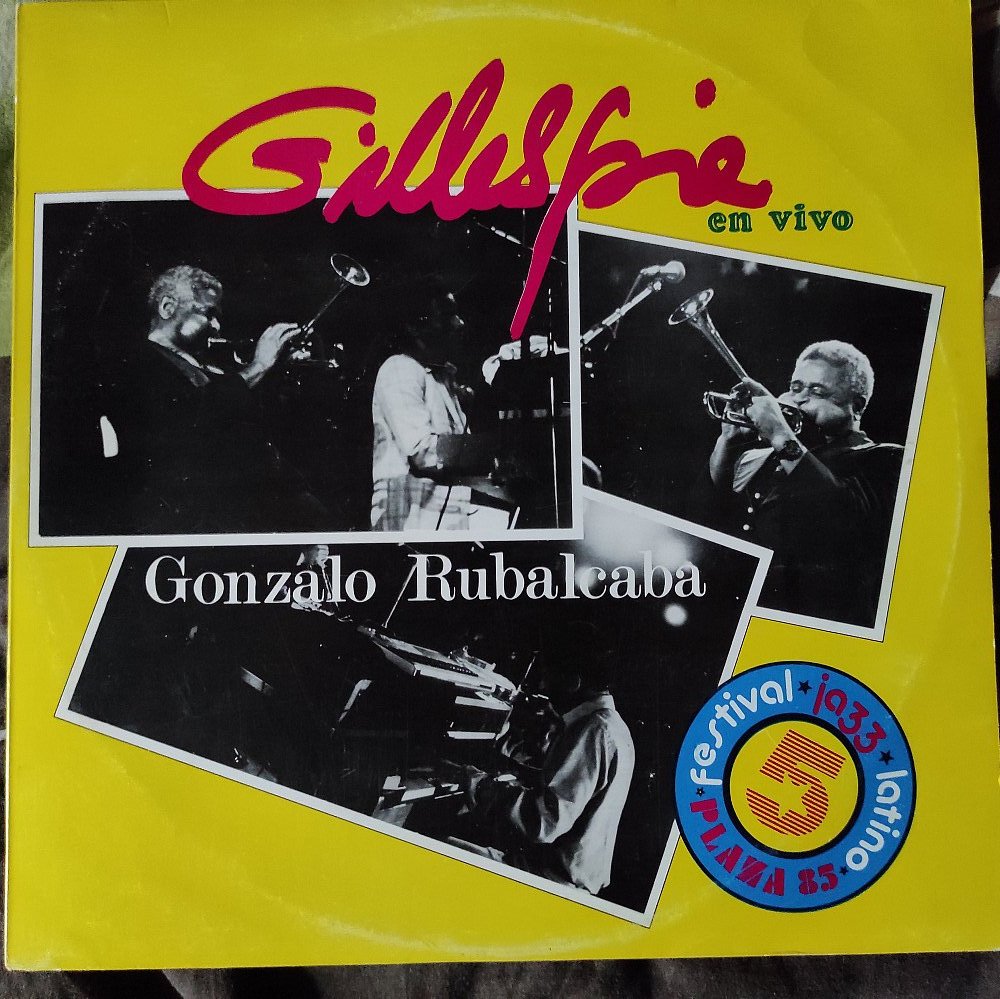 Gillespie
en vivo
Gonzalo Rubalcaba
festival jazz latino
PLAZA 85
5